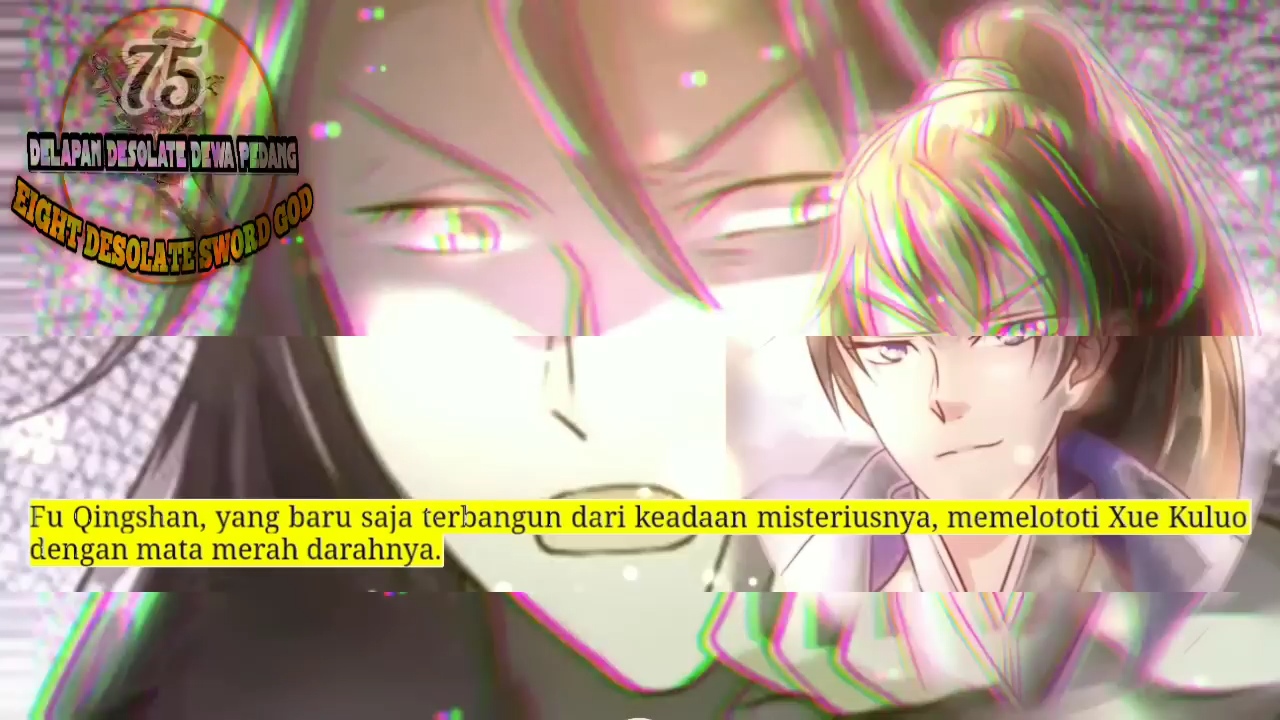 75
DELAPAN DESOLATE DEWA PEDANG
EIGHT DESOLATE SWORD GOD
Fu Qingshan, yang baru saja terbangun dari keadaan misteriusnya, memelototi Xue Kuluo
dengan mata merah darahnya.